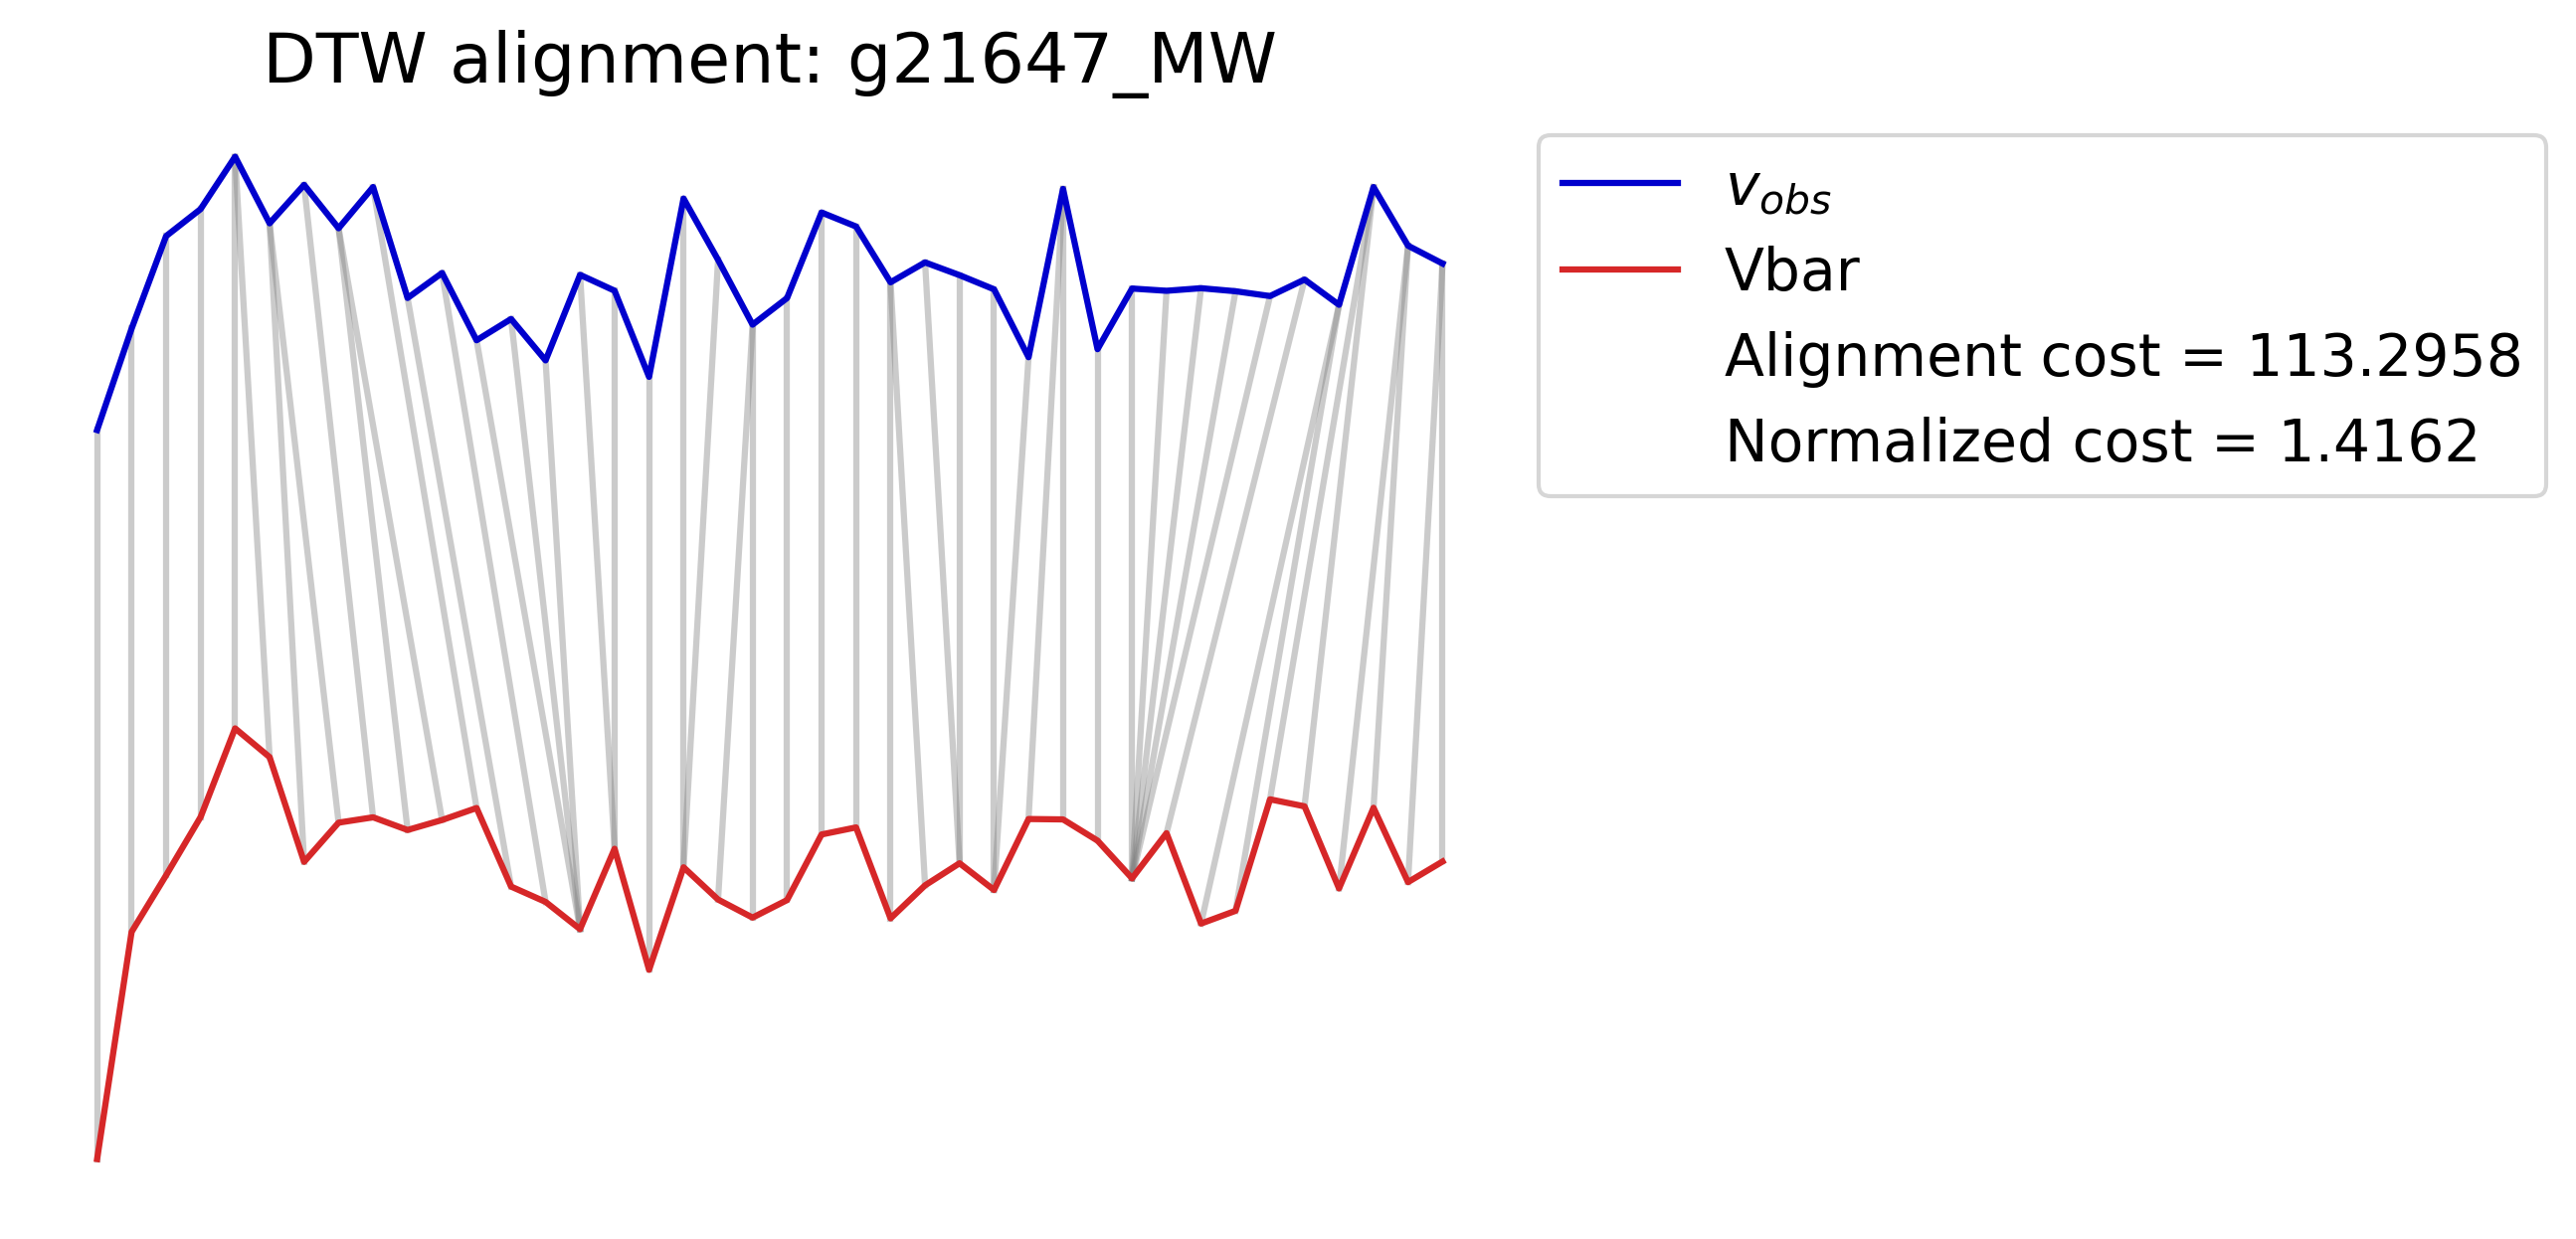 DTW alignment: g21647_MW
v_obs
Vbar
Alignment cost = 113.2958
Normalized cost = 1.4162